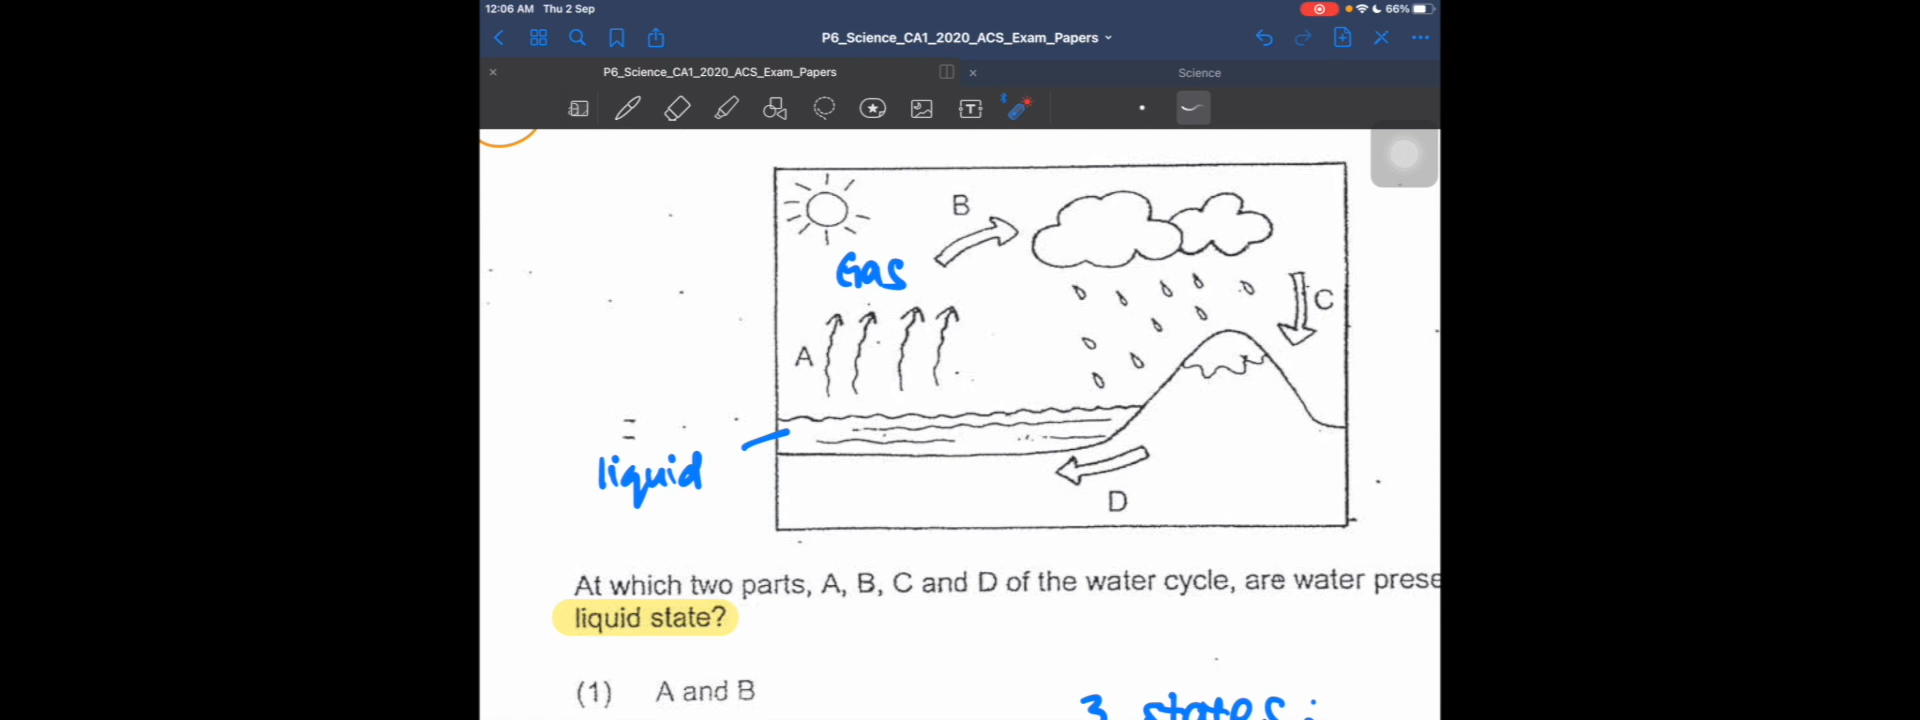 12:06 AM Thu 2 Sep
66%
P6_Science_CA1_2020_ACS_Exam_Papers
P6_Science_CA1_2020_ACS_Exam_Papers
Science
T
B
Gas
C
A
liquid
D
At which two parts, A, B, C and D of the water cycle, are water prese
liquid state?
(1) A and B
3 states: